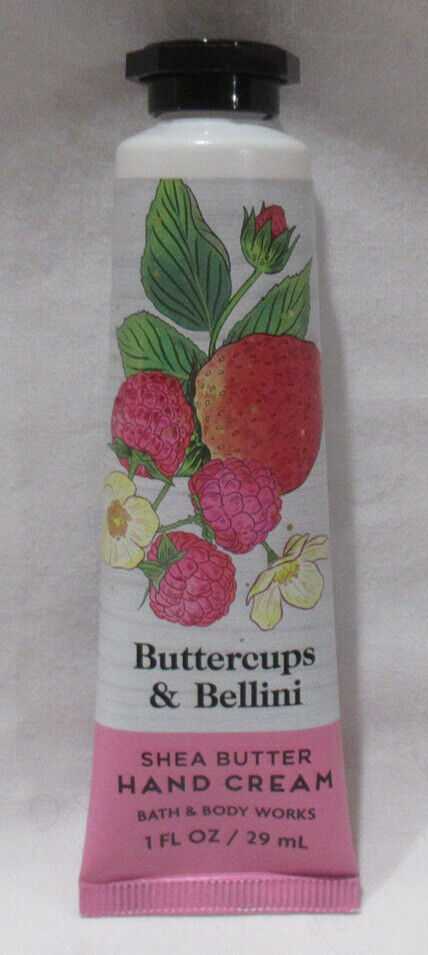 Buttercups
& Bellini
SHEA BUTTER
HAND CREAM
BATH & BODY WORKS
1 FL OZ / 29 mL